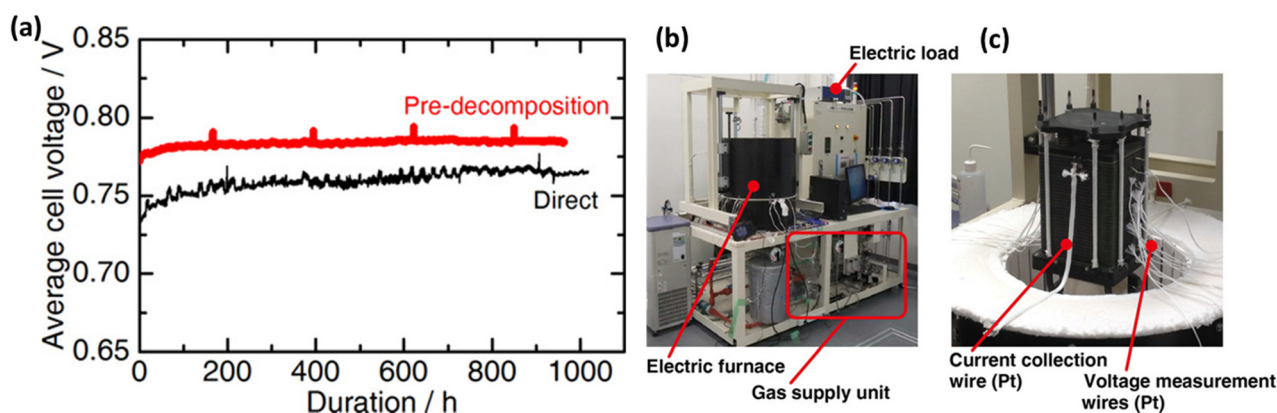 (a)
0.85
0.80
0.75
0.70
0.65
Average cell voltage / V
Pre-decomposition
Direct
0
200
400
600
800
1000
Duration / h
(b)
Electric load
Electric furnace
Gas supply unit
(c)
Current collection
wire (Pt)
Voltage measurement
wires (Pt)